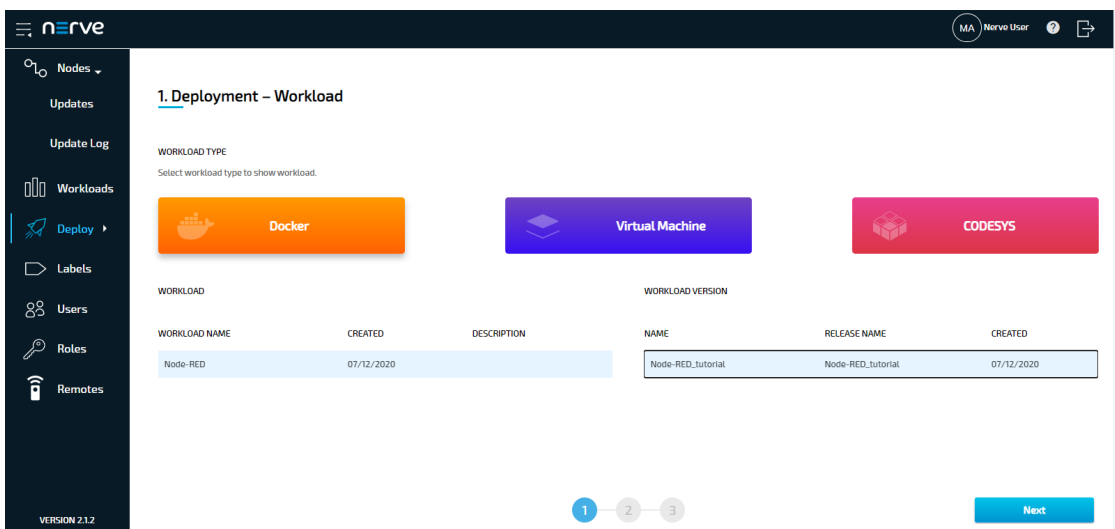 nerve
MA Nerve User ?
Nodes
Updates
Update Log
Workloads
Deploy
Labels
Users
Roles
Remotes
VERSION 2.1.2
1. Deployment – Workload
WORKLOAD TYPE
Select workload type to show workload.
Docker Virtual Machine CODESYS
WORKLOAD
WORKLOAD NAME CREATED DESCRIPTION
Node-RED 07/12/2020
WORKLOAD VERSION
NAME RELEASE NAME CREATED
Node-RED_tutorial Node-RED_tutorial 07/12/2020
1 2 3
Next